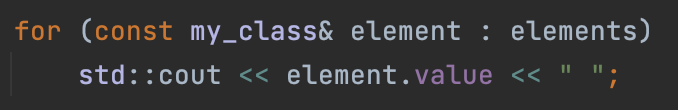 for (const my_class& element : elements)
    std::cout << element.value << " ";